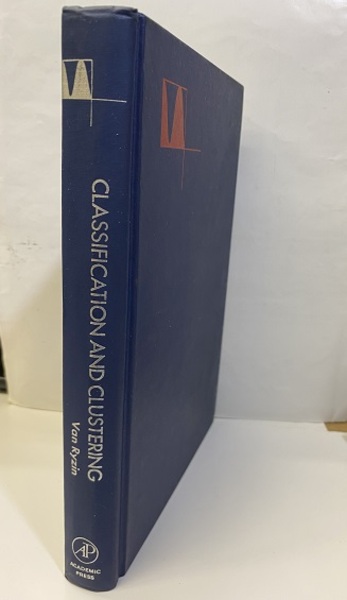 CLASSIFICATION AND CLUSTERING
Van Ryzin
AP
ACADEMIC
PRESS